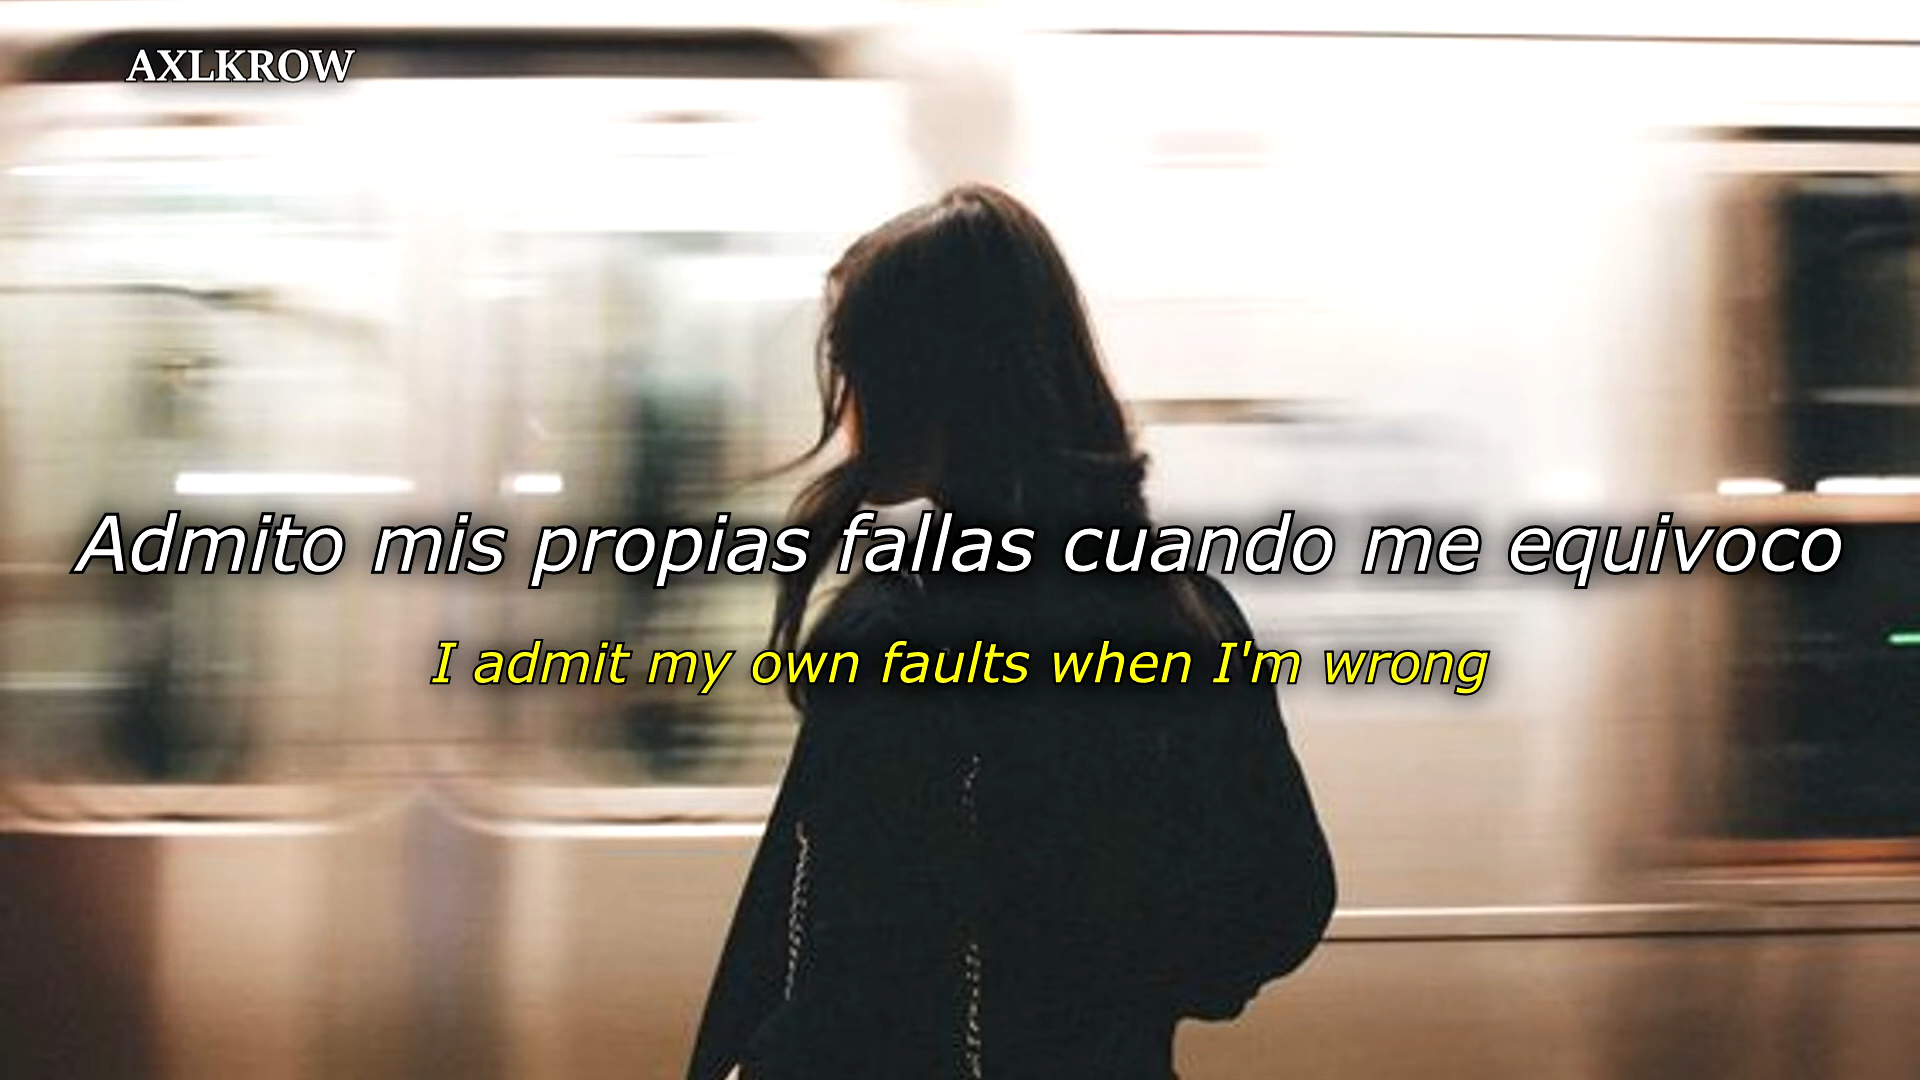 AXLKROW
Admito mis propias fallas cuando me equivoco
I admit my own faults when I'm wrong